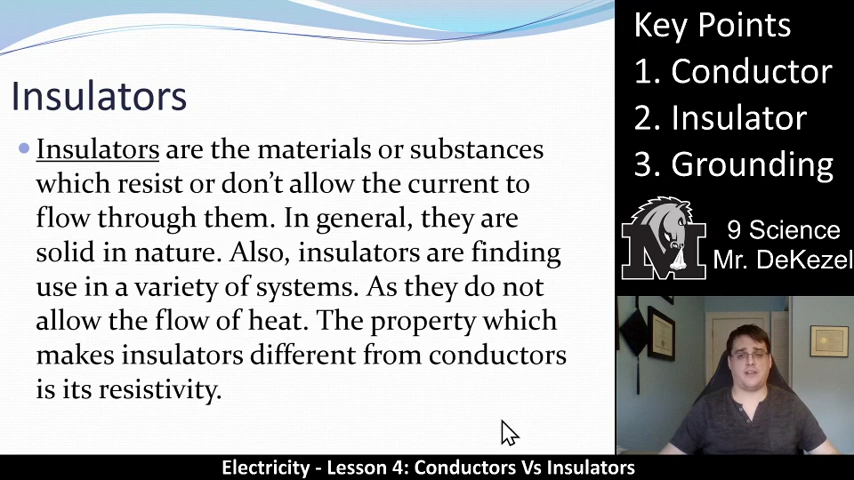 Insulators
Insulators are the materials or substances
which resist or don't allow the current to
flow through them. In general, they are
solid in nature. Also, insulators are finding
use in a variety of systems. As they do not
allow the flow of heat. The property which
makes insulators different from conductors
is its resistivity.
Key Points
1. Conductor
2. Insulator
3. Grounding
M
9 Science
Mr. DeKezel
Electricity - Lesson 4: Conductors Vs Insulators